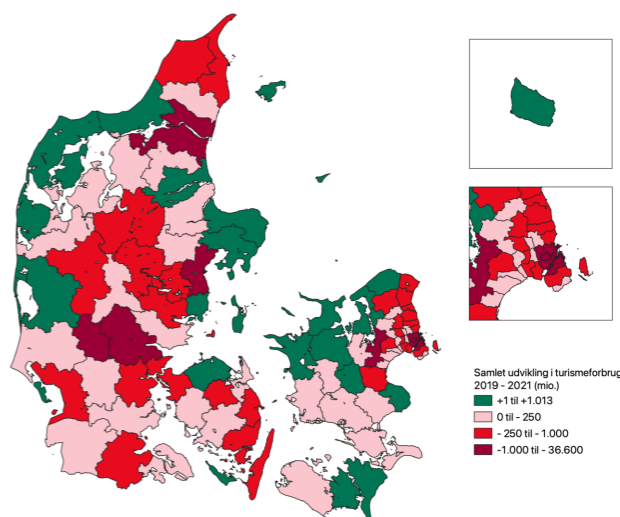 Samlet udvikling i turismeforbrug
2019 - 2021 (mio.)
+1 til +1.013
0 til - 250
- 250 til - 1.000
-1.000 til - 36.600